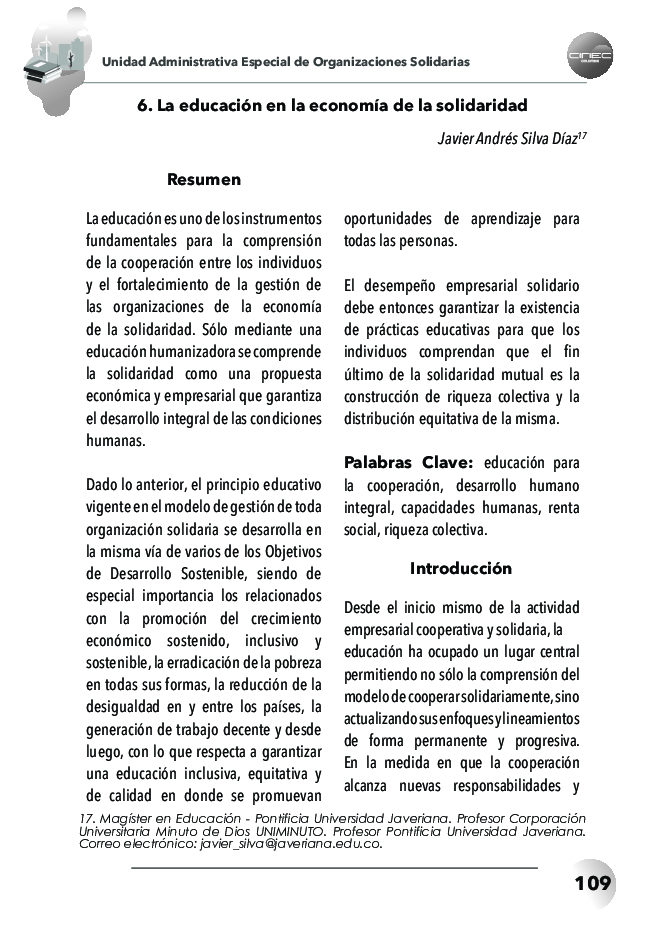 Unidad Administrativa Especial de Organizaciones Solidarias
CINEC
COLOMBIA
6. La educación en la economía de la solidaridad
Javier Andrés Silva Díaz17
Resumen
La educación es uno de los instrumentos
fundamentales para la comprensión
de la cooperación entre los individuos
y el fortalecimiento de la gestión de
las organizaciones de la economía
de la solidaridad. Sólo mediante una
educación humanizadora se comprende
la solidaridad como una propuesta
económica y empresarial que garantiza
el desarrollo integral de las condiciones
humanas.
Dado lo anterior, el principio educativo
vigente en el modelo de gestión de toda
organización solidaria se desarrolla en
la misma vía de varios de los Objetivos
de Desarrollo Sostenible, siendo de
especial importancia los relacionados
con la promoción del crecimiento
económico sostenido, inclusivo y
sostenible, la erradicación de la pobreza
en todas sus formas, la reducción de la
desigualdad en y entre los países, la
generación de trabajo decente y desde
luego, con lo que respecta a garantizar
una educación inclusiva, equitativa y
de calidad en donde se promuevan
oportunidades de aprendizaje para
todas las personas.
El desempeño empresarial solidario
debe entonces garantizar la existencia
de prácticas educativas para que los
individuos comprendan que el fin
último de la solidaridad mutual es la
construcción de riqueza colectiva y la
distribución equitativa de la misma.
Palabras Clave: educación para
la cooperación, desarrollo humano
integral, capacidades humanas, renta
social, riqueza colectiva.
Introducción
Desde el inicio mismo de la actividad
empresarial cooperativa y solidaria, la
educación ha ocupado un lugar central
permitiendo no sólo la comprensión del
modelo de cooperar solidariamente, sino
actualizando sus enfoques y lineamientos
de forma permanente y progresiva.
En la medida en que la cooperación
alcanza nuevas responsabilidades y
17. Magíster en Educación - Pontificia Universidad Javeriana. Profesor Corporación
Universitaria Minuto de Dios UNIMINUTO. Profesor Pontificia Universidad Javeriana.
Correo electrónico: javier_silva@javeriana.edu.co.
109